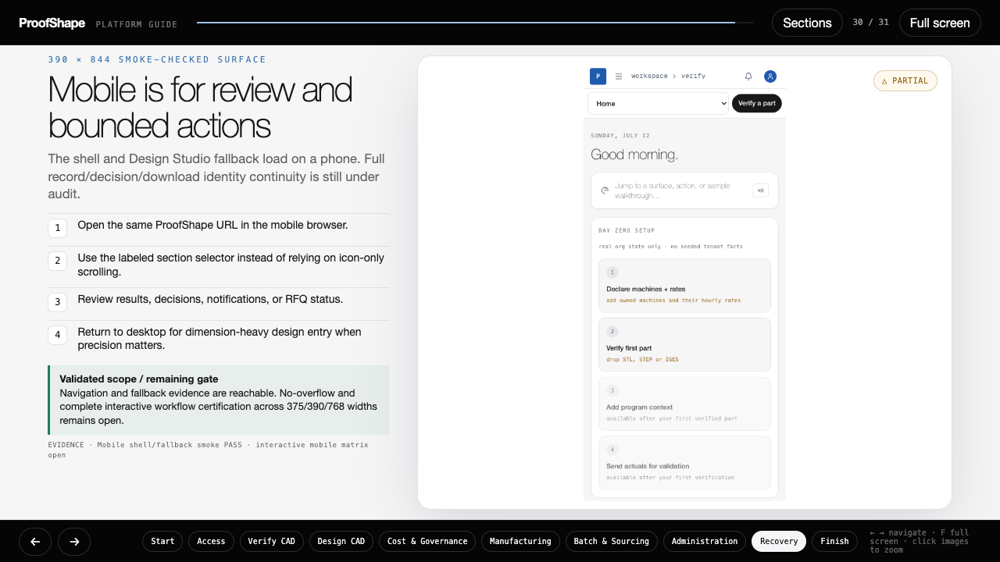 ProofShape PLATFORM GUIDE
Sections
30 / 31
Full screen
390 × 844 SMOKE–CHECKED SURFACE
Mobile is for review and
bounded actions
The shell and Design Studio fallback load on a phone. Full
record/decision/download identity continuity is still under
audit.
1 Open the same ProofShape URL in the mobile browser.
2 Use the labeled section selector instead of relying on icon-only
scrolling.
3 Review results, decisions, notifications, or RFQ status.
4 Return to desktop for dimension-heavy design entry when
precision matters.
Validated scope / remaining gate
Navigation and fallback evidence are reachable. No-overflow and
complete interactive workflow certification across 375/390/768 widths
remains open.
EVIDENCE · Mobile shell/fallback smoke PASS · interactive mobile matrix
open
P ☰ workspace > verify
Home
Verify a part
SUNDAY, JULY 12
Good morning.
Jump to a surface, action, or sample
walkthrough...
⌘K
DAY ZERO SETUP
real org state only · no seeded tenant facts
1
Declare machines + rates
add owned machines and their hourly rates
2
Verify first part
drop STL, STEP or IGES
3
Add program context
available after your first verified part
4
Send actuals for validation
available after your first verification
△ PARTIAL
← →
Start
Access
Verify CAD
Design CAD
Cost & Governance
Manufacturing
Batch & Sourcing
Administration
Recovery
Finish
← → navigate · F full
screen · click images
to zoom